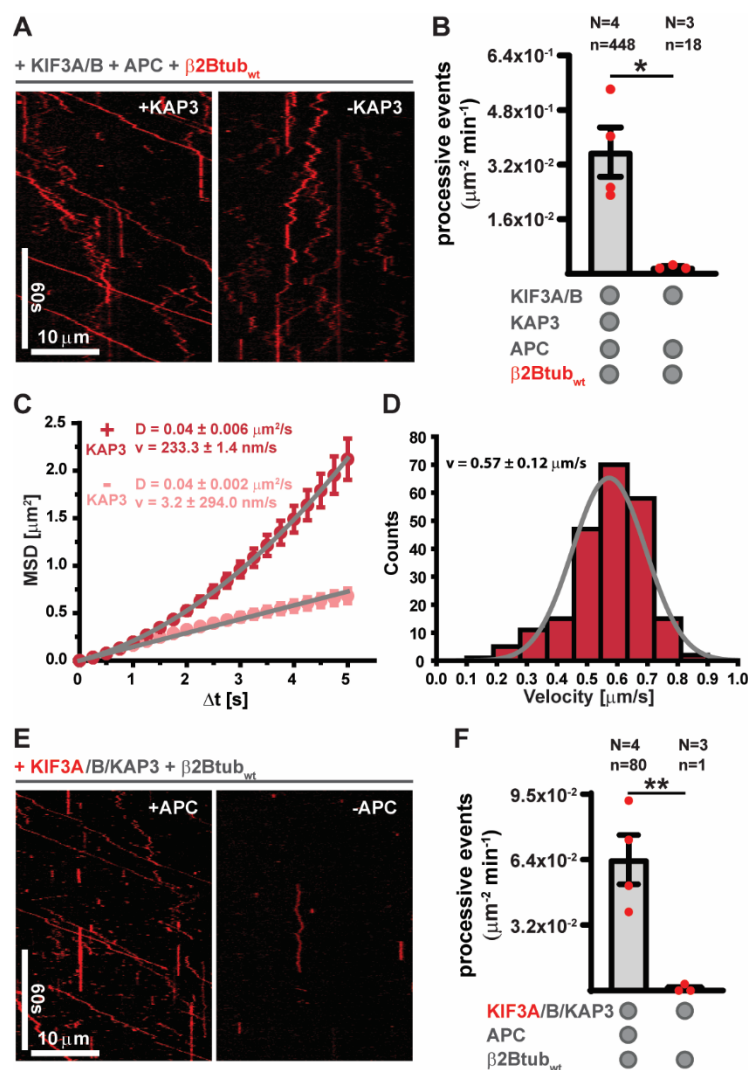 A
+ KIF3A/B + APC + β2Btubwt
+KAP3
-KAP3
60s
10 μm
B
N=4 N=3
n=448 n=18
*
processive events
(μm-2 min-1)
6.4x10-1
4.8x10-1
3.2x10-2
1.6x10-2
KIF3A/B
KAP3
APC
β2Btubwt
C
+
KAP3
D = 0.04 ± 0.006 μm2/s
v = 233.3 ± 1.4 nm/s
-
KAP3
D = 0.04 ± 0.002 μm2/s
v = 3.2 ± 294.0 nm/s
MSD [μm2]
2.5
2.0
1.5
1.0
0.5
0.0
0 1 2 3 4 5
Δt [s]
D
v = 0.57 ± 0.12 μm/s
Counts
80
70
60
50
40
30
20
10
0
0.0 0.1 0.2 0.3 0.4 0.5 0.6 0.7 0.8 0.9 1.0
Velocity [μm/s]
E
+ KIF3A/B/KAP3 + β2Btubwt
+APC
-APC
60s
10 μm
F
N=4 N=3
n=80 n=1
**
processive events
(μm-2 min-1)
9.5x10-2
6.4x10-2
3.2x10-2
KIF3A/B/KAP3
APC
β2Btubwt